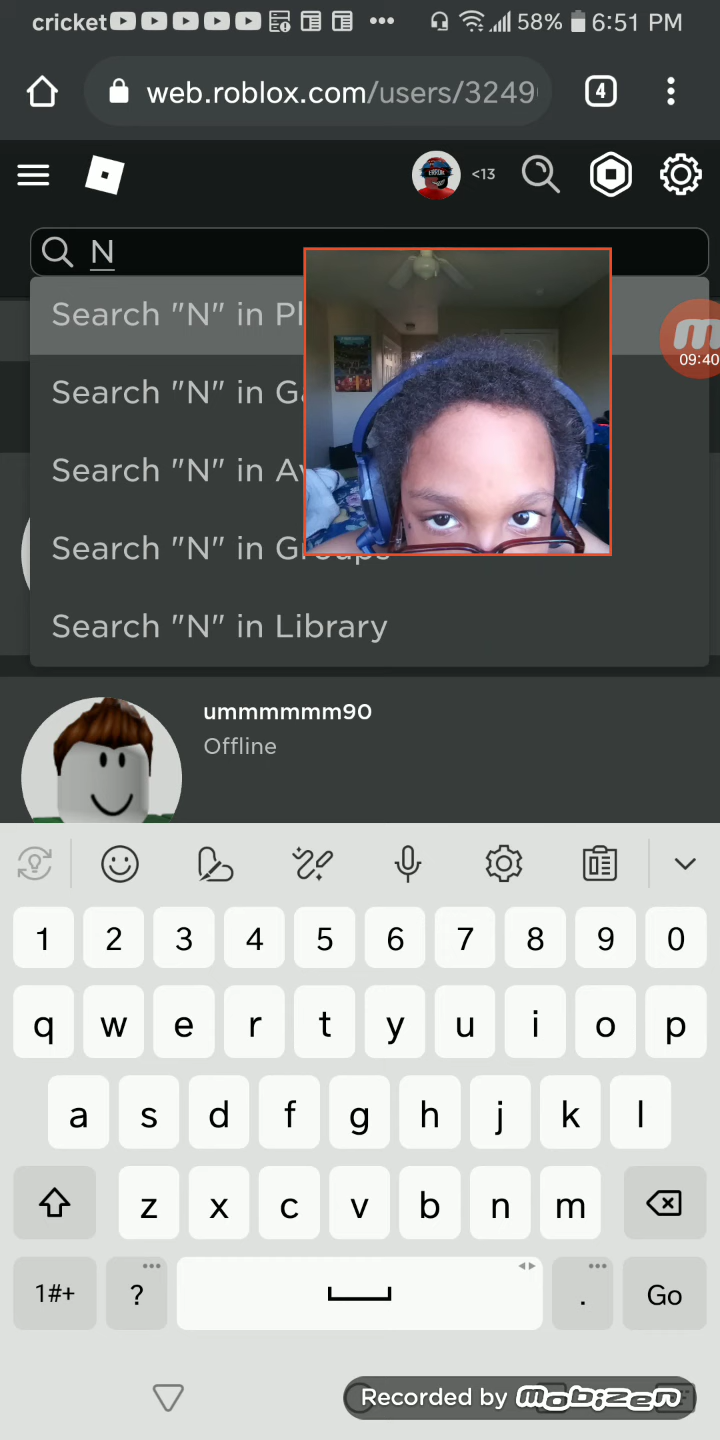 cricket 58% 6:51 PM
web.roblox.com/users/3249
4
<13
N
Search "N" in Pl
09:40
Search "N" in Ga
Search "N" in Av
Search "N" in Groups
Search "N" in Library
ummmmmm90
Offline
1 2 3 4 5 6 7 8 9 0
q w e r t y u i o p
a s d f g h j k l
z x c v b n m
1#+ ? . Go
Recorded by mobizen